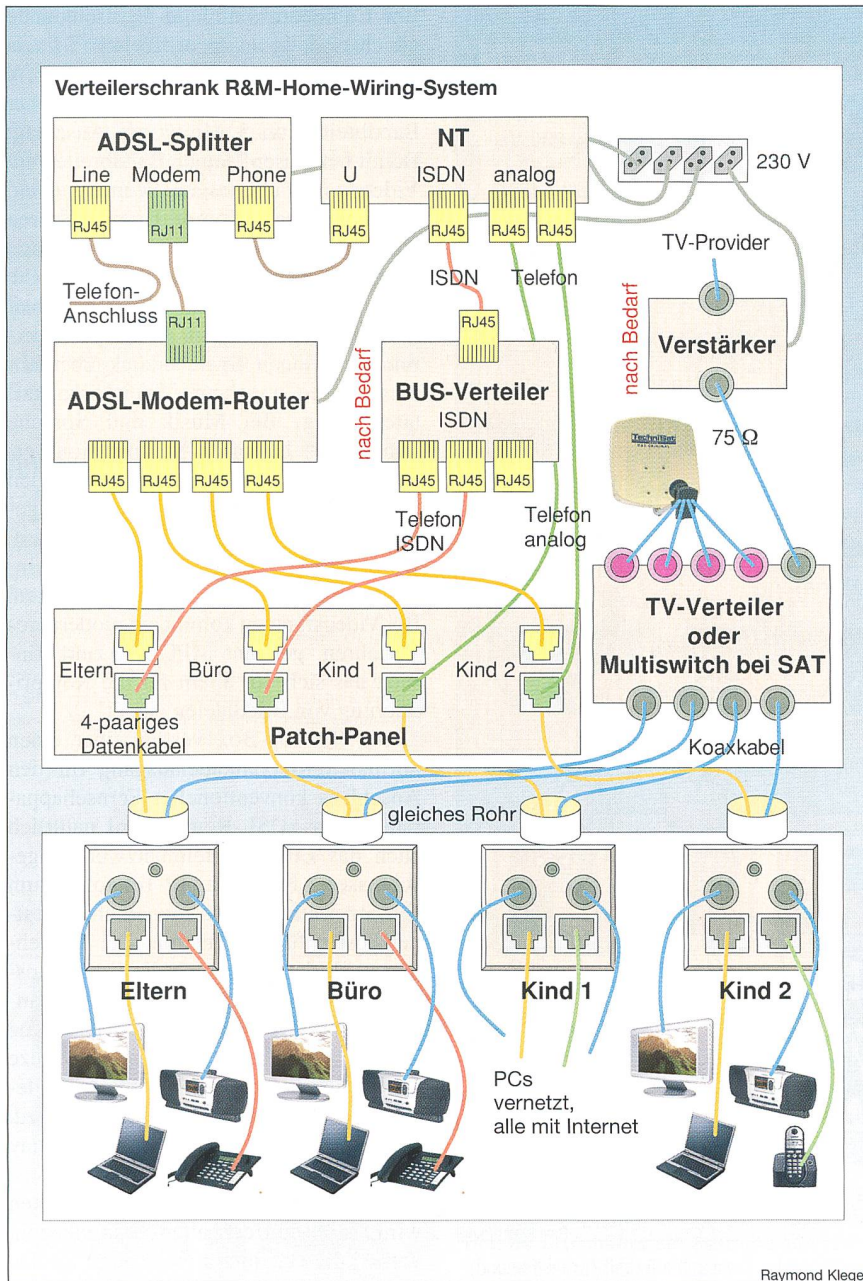 Verteilerschrank R&M-Home-Wiring-System
ADSL-Splitter
Line Modem Phone
RJ45 RJ11 RJ45
NT
U ISDN analog
RJ45 RJ45 RJ45 RJ45
230 V
Telefon-
Anschluss
RJ11
ISDN
Telefon
TV-Provider
nach Bedarf
Verstärker
75 Ω
ADSL-Modem-Router
RJ45 RJ45 RJ45 RJ45
nach Bedarf
RJ45
BUS-Verteiler
ISDN
RJ45 RJ45 RJ45
Telefon
ISDN
Telefon
analog
TechniSat
TV-Verteiler
oder
Multiswitch bei SAT
Koaxkabel
Eltern
Büro
Kind 1
Kind 2
4-paariges
Datenkabel
Patch-Panel
gleiches Rohr
Eltern
Büro
Kind 1
Kind 2
PCs
vernetzt,
alle mit Internet
Raymond Klege